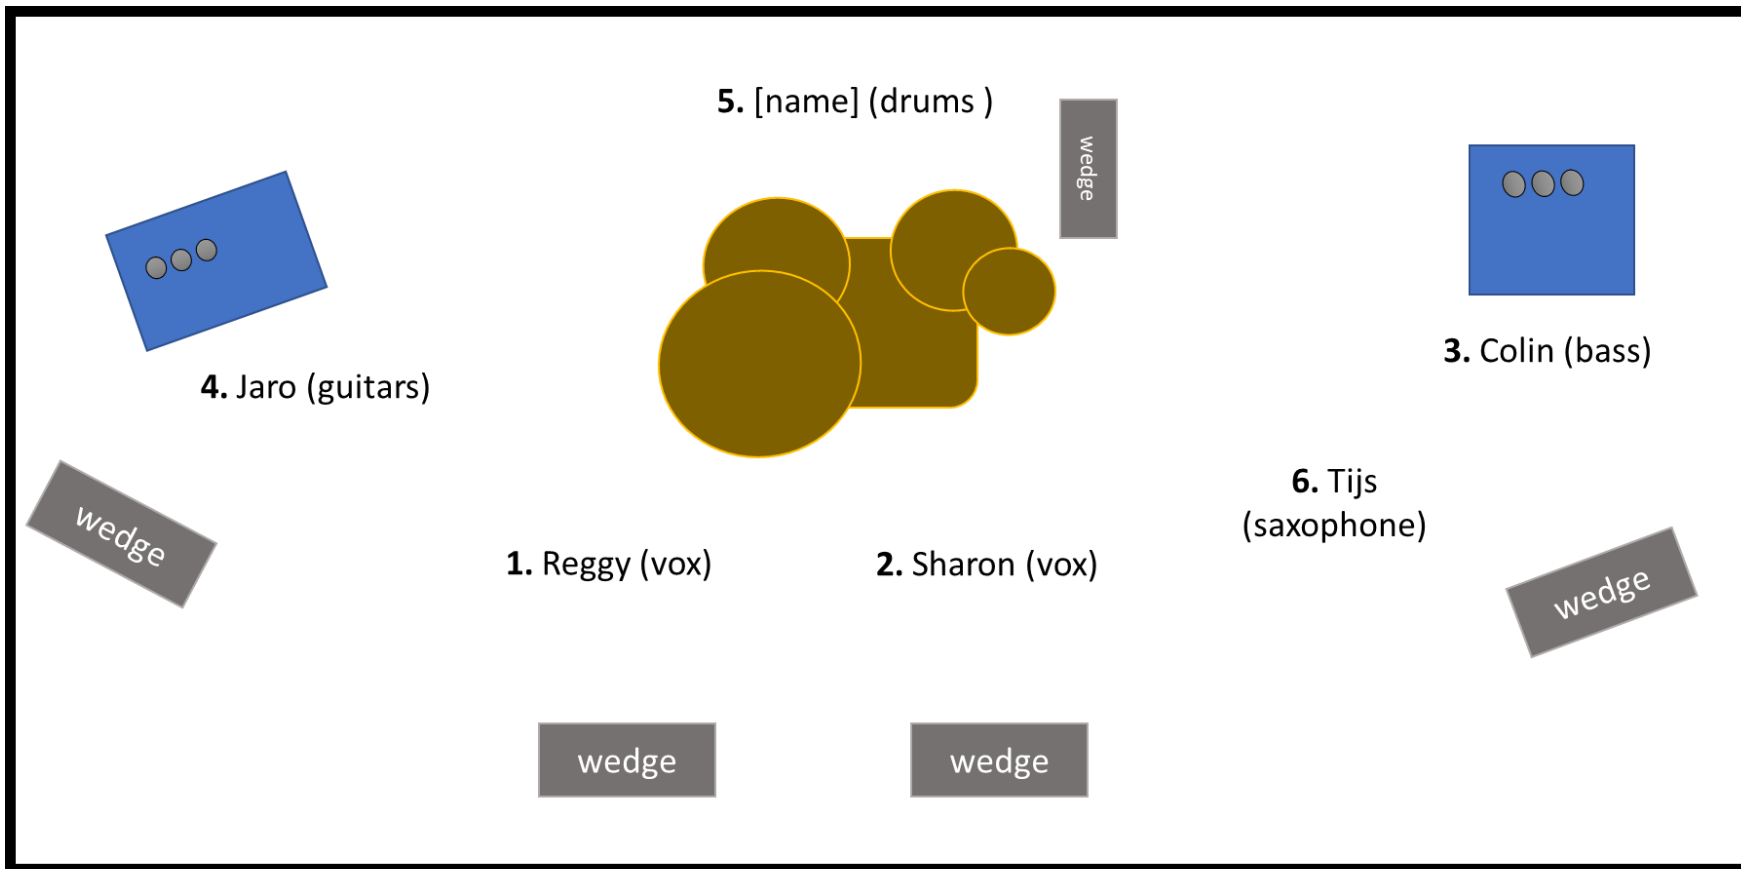 5. [name] (drums )
wedge
3. Colin (bass)
4. Jaro (guitars)
6. Tijs
(saxophone)
wedge
1. Reggy (vox)
2. Sharon (vox)
wedge
wedge
wedge